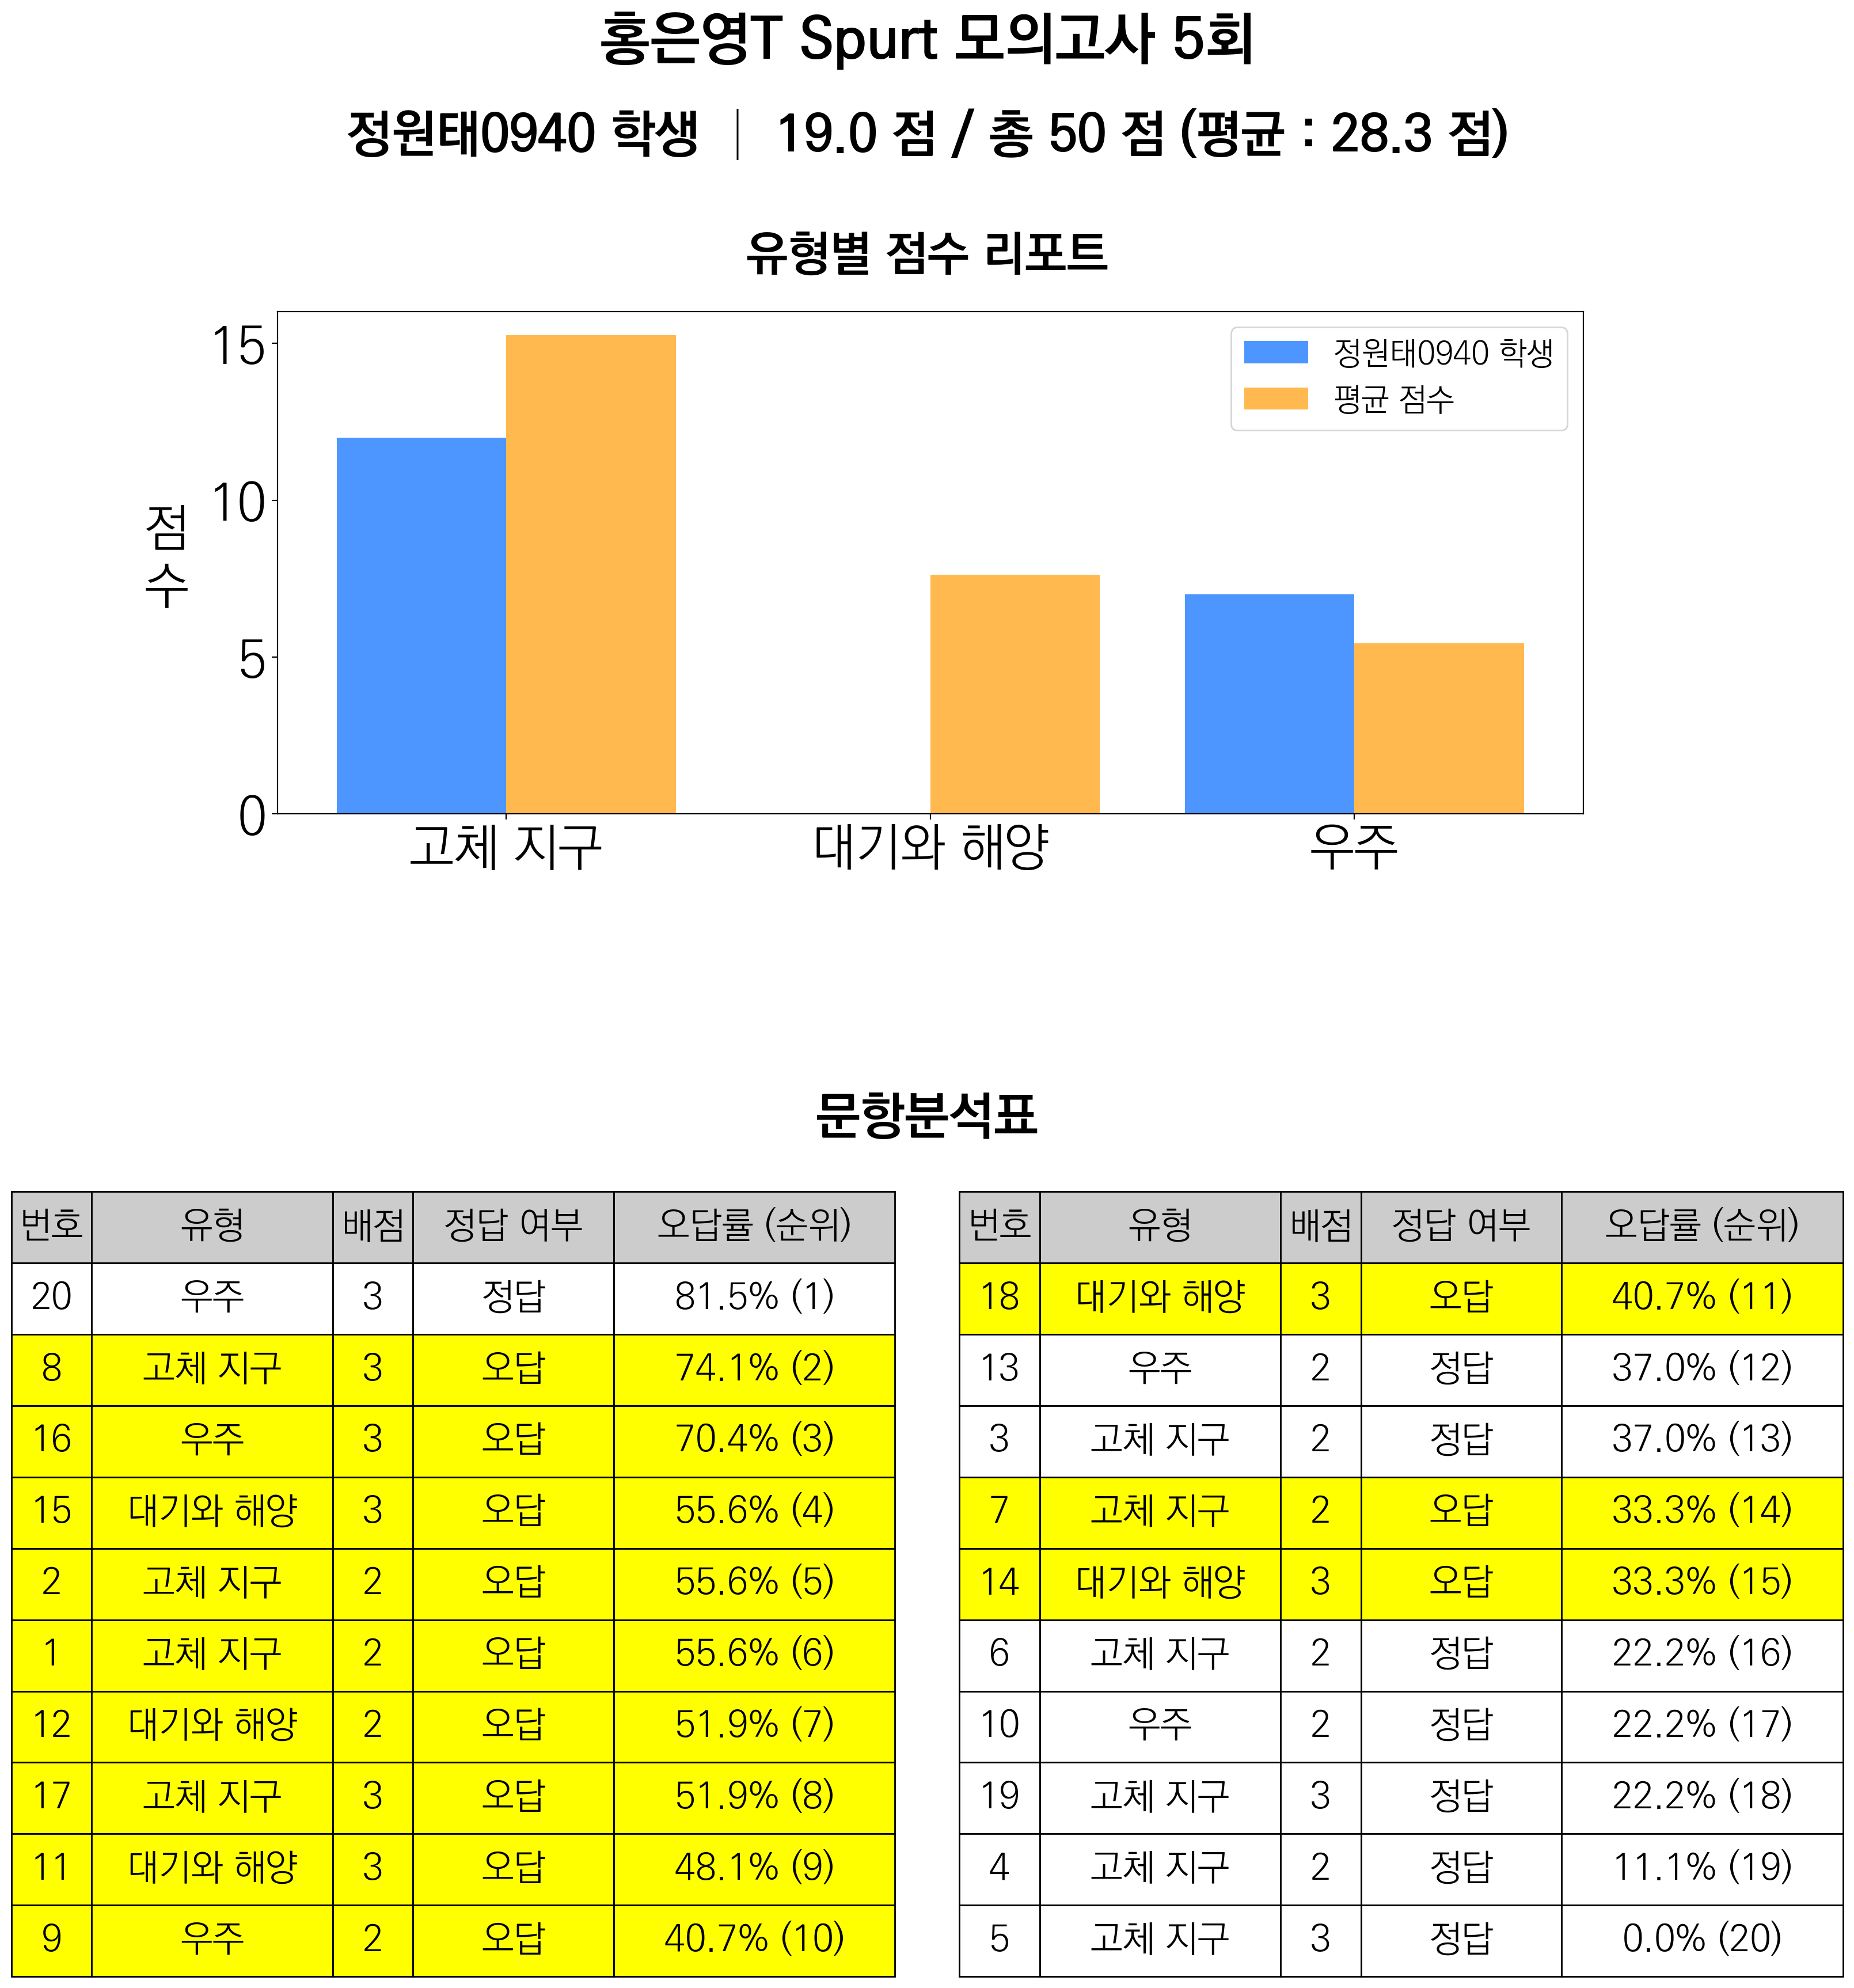 홍은영T Spurt 모의고사 5회
정원태0940 학생 | 19.0 점 / 총 50 점 (평균 : 28.3 점)
유형별 점수 리포트
점수
15
10
5
0
정원태0940 학생
평균 점수
고체 지구 대기와 해양 우주
문항분석표
번호 유형 배점 정답 여부 오답률 (순위)
20 우주 3 정답 81.5% (1)
8 고체 지구 3 오답 74.1% (2)
16 우주 3 오답 70.4% (3)
15 대기와 해양 3 오답 55.6% (4)
2 고체 지구 2 오답 55.6% (5)
1 고체 지구 2 오답 55.6% (6)
12 대기와 해양 2 오답 51.9% (7)
17 고체 지구 3 오답 51.9% (8)
11 대기와 해양 3 오답 48.1% (9)
9 우주 2 오답 40.7% (10)
번호 유형 배점 정답 여부 오답률 (순위)
18 대기와 해양 3 오답 40.7% (11)
13 우주 2 정답 37.0% (12)
3 고체 지구 2 정답 37.0% (13)
7 고체 지구 2 오답 33.3% (14)
14 대기와 해양 3 오답 33.3% (15)
6 고체 지구 2 정답 22.2% (16)
10 우주 2 정답 22.2% (17)
19 고체 지구 3 정답 22.2% (18)
4 고체 지구 2 정답 11.1% (19)
5 고체 지구 3 정답 0.0% (20)